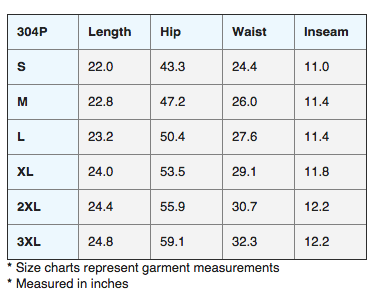 304P Length Hip Waist Inseam
S 22.0 43.3 24.4 11.0
M 22.8 47.2 26.0 11.4
L 23.2 50.4 27.6 11.4
XL 24.0 53.5 29.1 11.8
2XL 24.4 55.9 30.7 12.2
3XL 24.8 59.1 32.3 12.2
* Size charts represent garment measurements
* Measured in inches